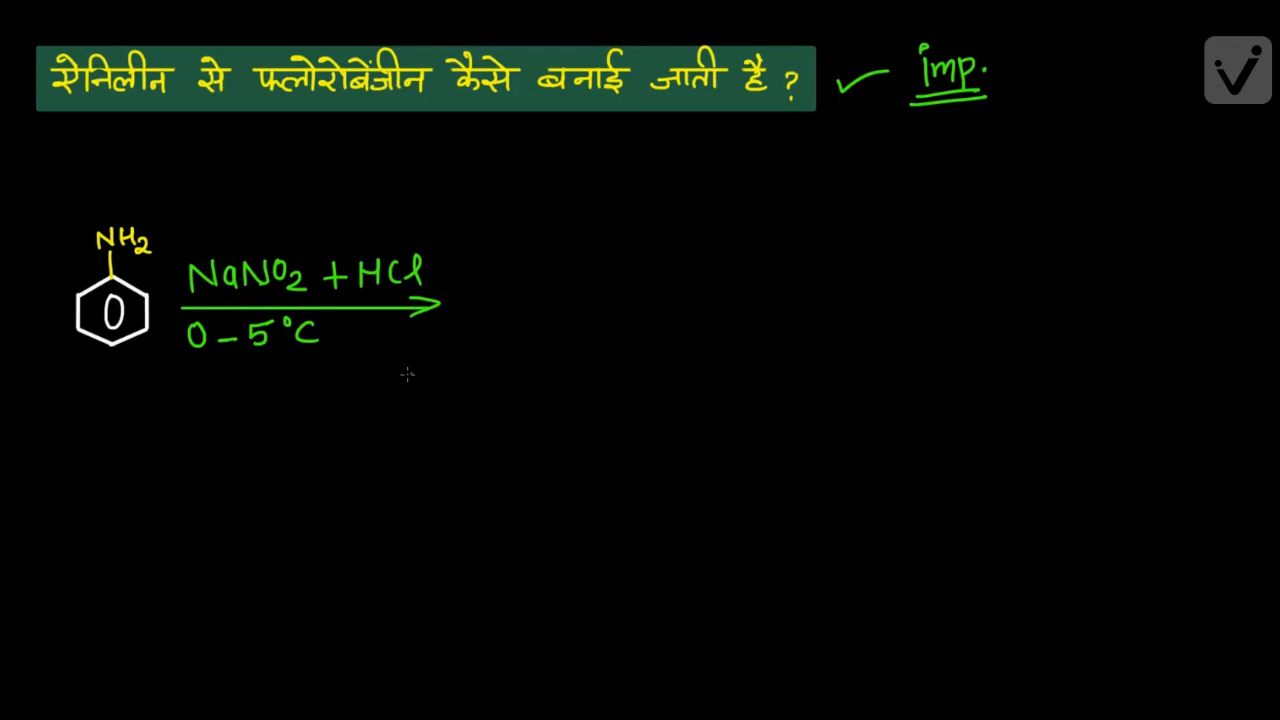 ऐनिलीन से फ्लोरोबेंजीन कैसे बनाई जाती है ? imp.
NH2
NaNO2 + HCl
0 - 5°C